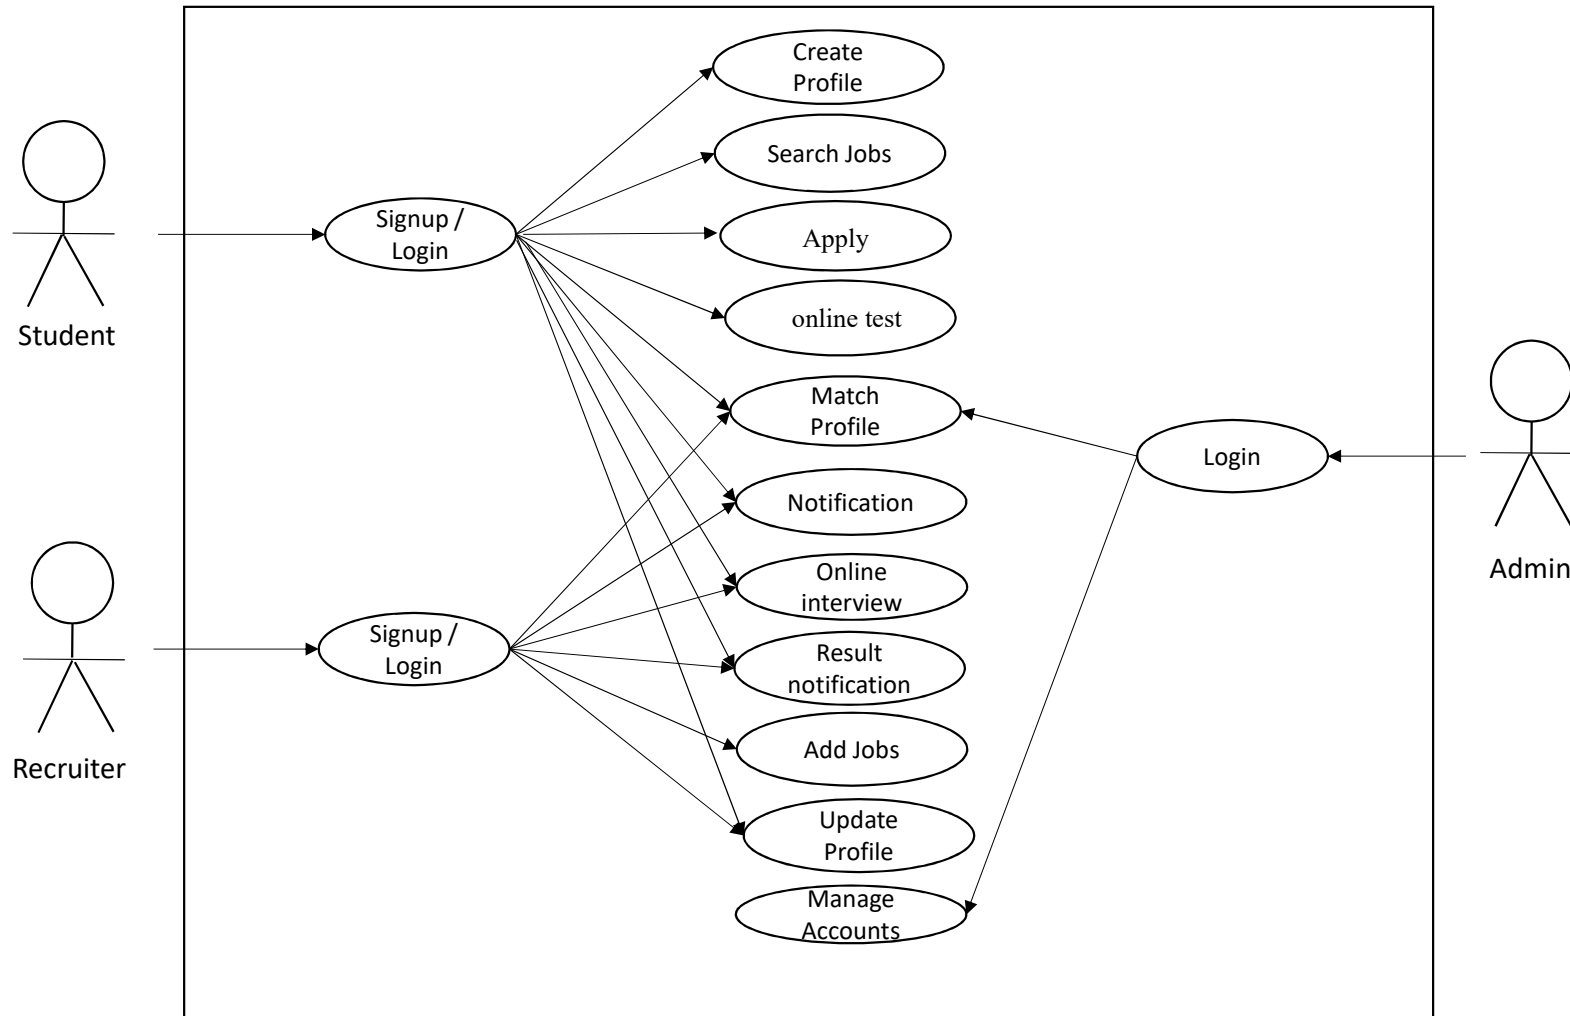 Create
Profile
Search Jobs
Signup /
Login
Apply
online test
Student
Match
Profile
Login
Notification
Online
interview
Admin
Signup /
Login
Result
notification
Add Jobs
Recruiter
Update
Profile
Manage
Accounts